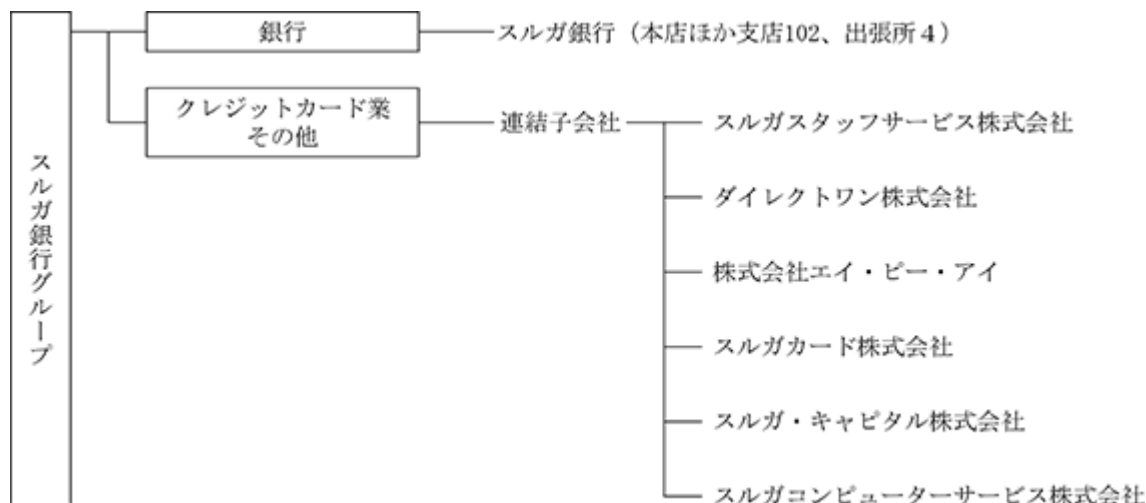 スルガ銀行グループ
銀行
スルガ銀行（本店ほか支店102、出張所４）
クレジットカード業
その他
連結子会社
スルガスタッフサービス株式会社
ダイレクトワン株式会社
株式会社エイ・ピー・アイ
スルガカード株式会社
スルガ・キャピタル株式会社
スルガコンピューターサービス株式会社